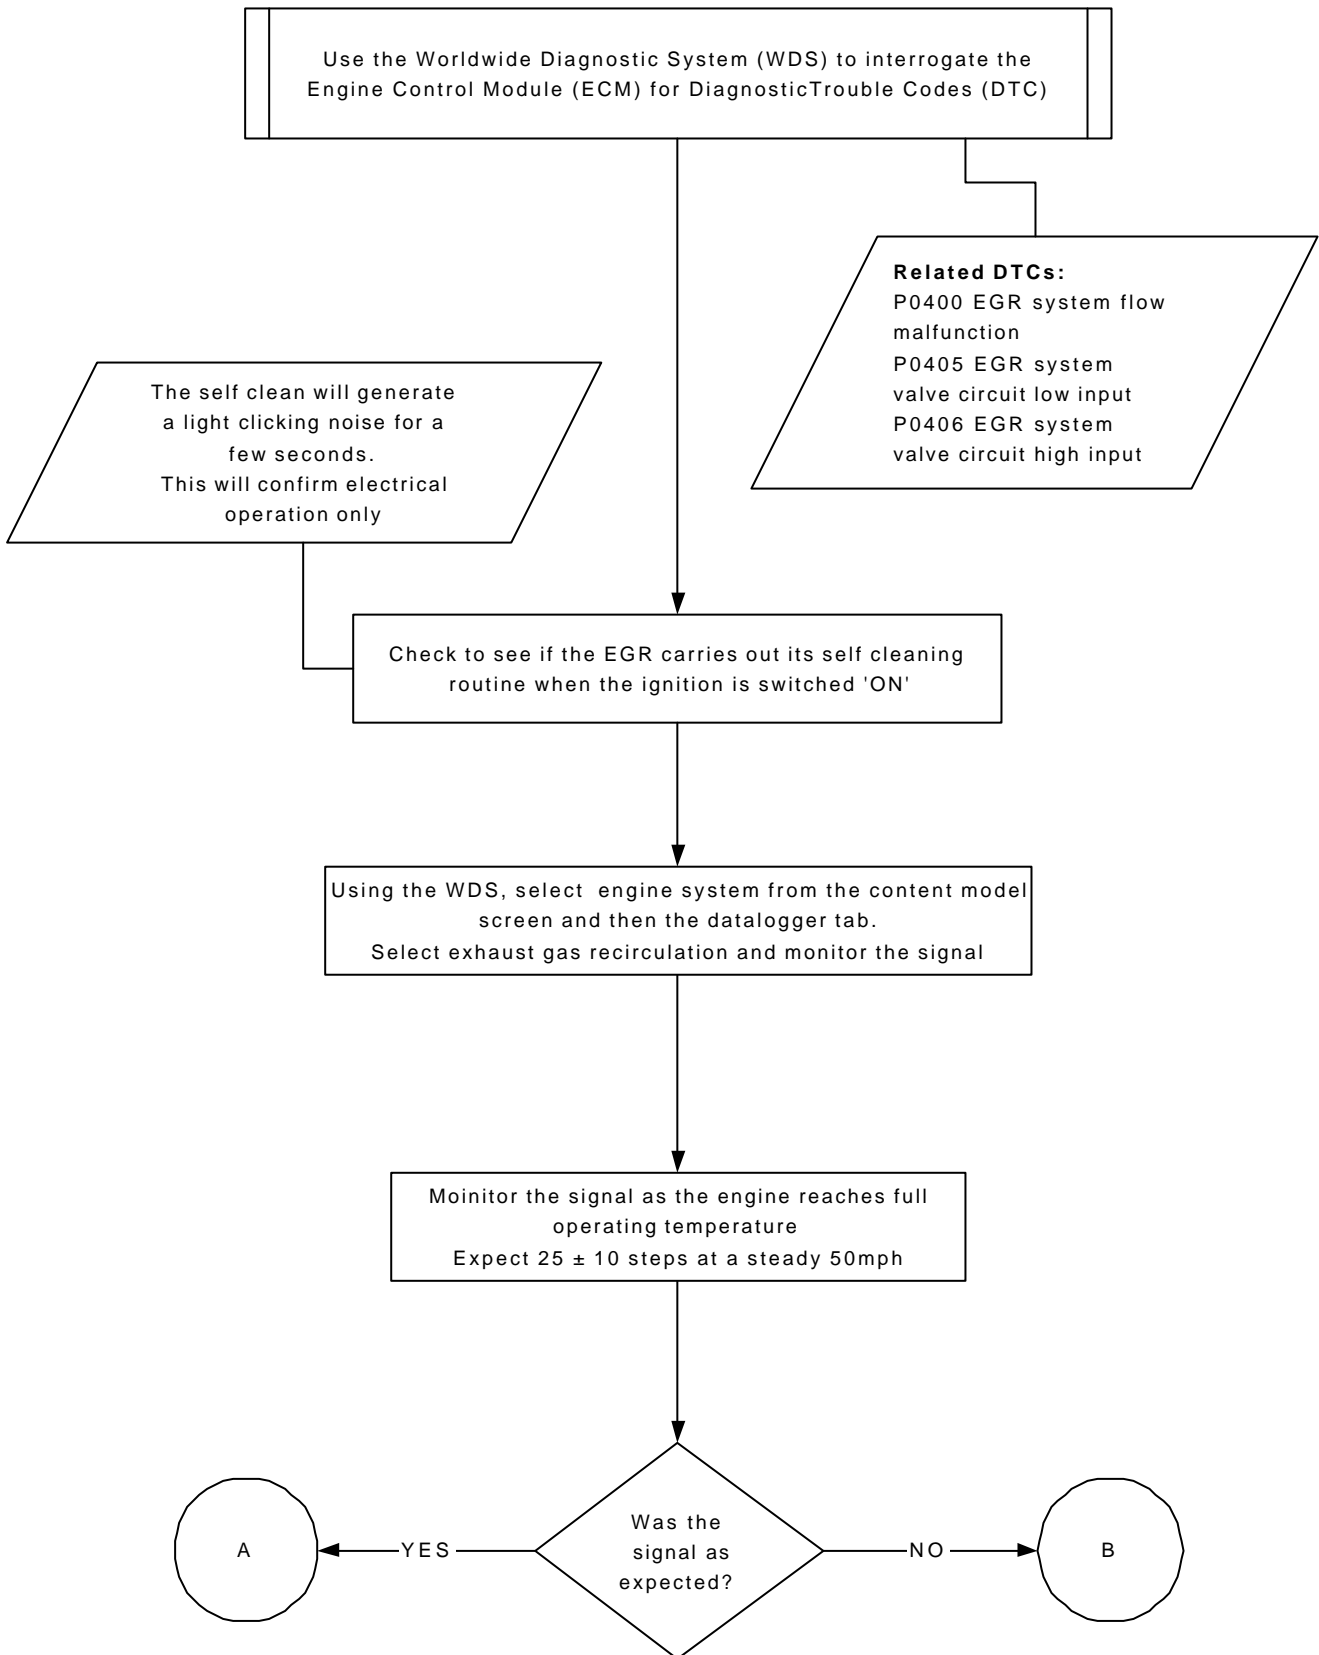 Use the Worldwide Diagnostic System (WDS) to interrogate the
Engine Control Module (ECM) for DiagnosticTrouble Codes (DTC)
Related DTCs:
P0400 EGR system flow
malfunction
P0405 EGR system
valve circuit low input
P0406 EGR system
valve circuit high input
The self clean will generate
a light clicking noise for a
few seconds.
This will confirm electrical
operation only
Check to see if the EGR carries out its self cleaning
routine when the ignition is switched 'ON'
Using the WDS, select engine system from the content model
screen and then the datalogger tab.
Select exhaust gas recirculation and monitor the signal
Moinitor the signal as the engine reaches full
operating temperature
Expect 25 ± 10 steps at a steady 50mph
Was the
signal as
expected?
A
YES
NO
B